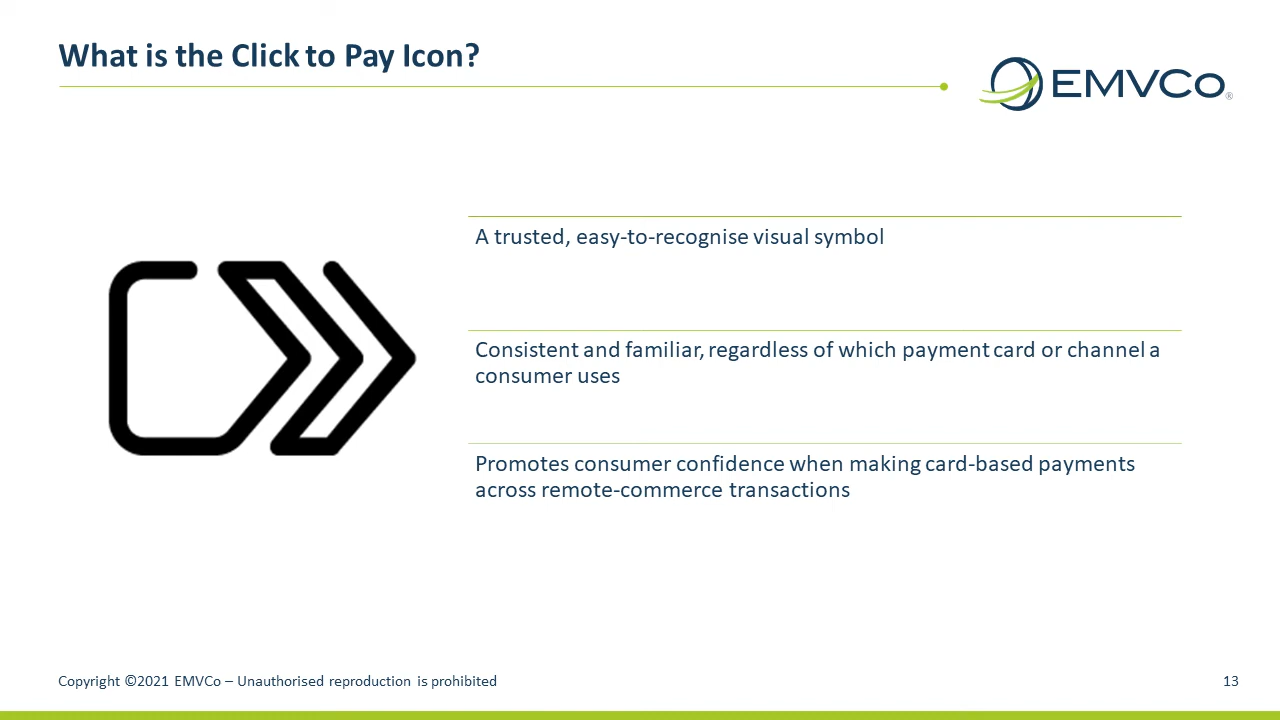 What is the Click to Pay Icon?
EMVCo®
A trusted, easy-to-recognise visual symbol
Consistent and familiar, regardless of which payment card or channel a
consumer uses
Promotes consumer confidence when making card-based payments
across remote-commerce transactions
Copyright ©2021 EMVCo – Unauthorised reproduction is prohibited
13